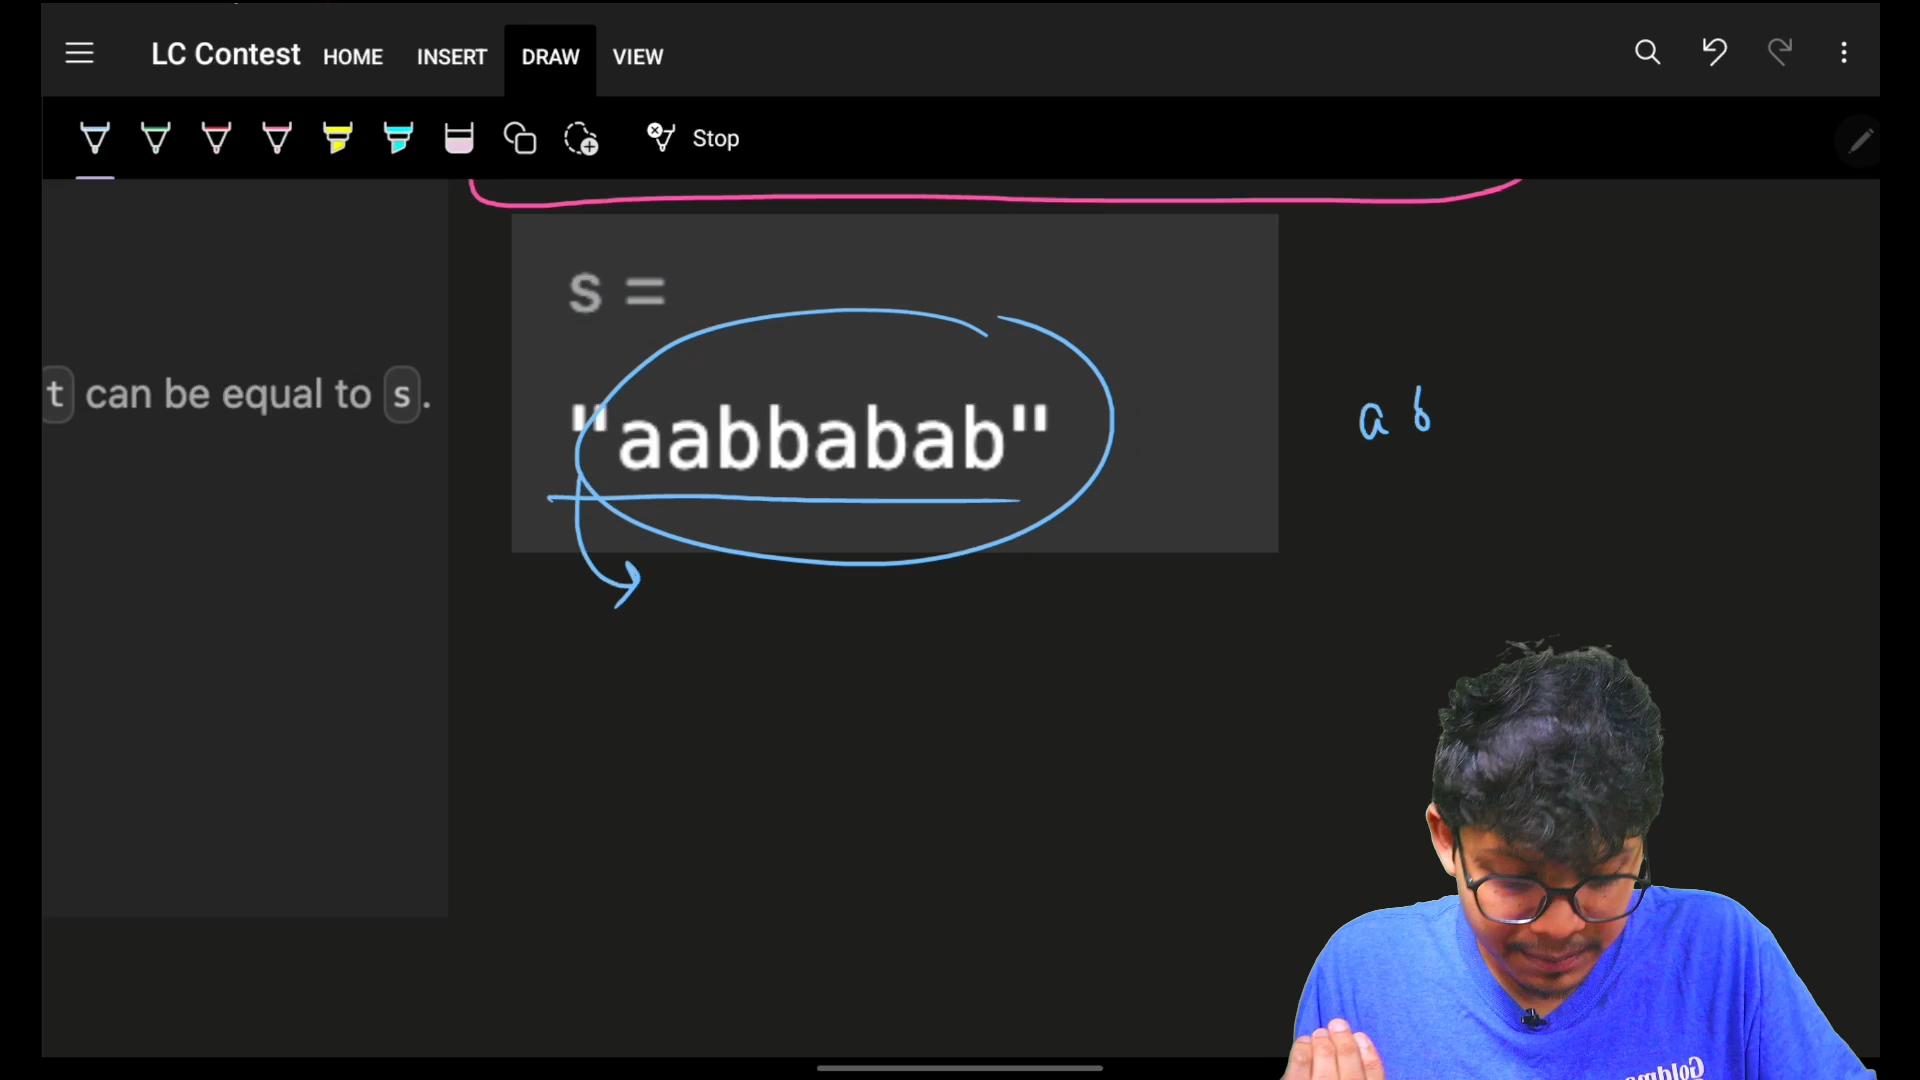 LC Contest HOME INSERT DRAW VIEW
Stop
s =
t can be equal to s.
"aabbabab"
a b